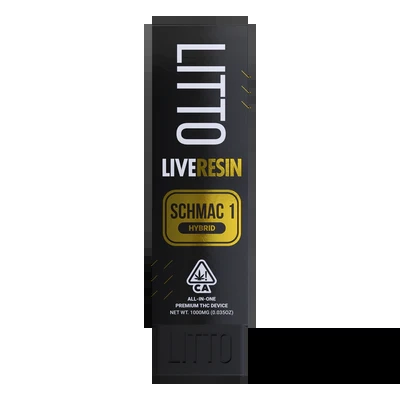 LITTO
LIVERESIN
SCHMAC 1
HYBRID
CA
ALL-IN-ONE
PREMIUM THC DEVICE
NET WT. 1000MG (0.035OZ)
LITTO